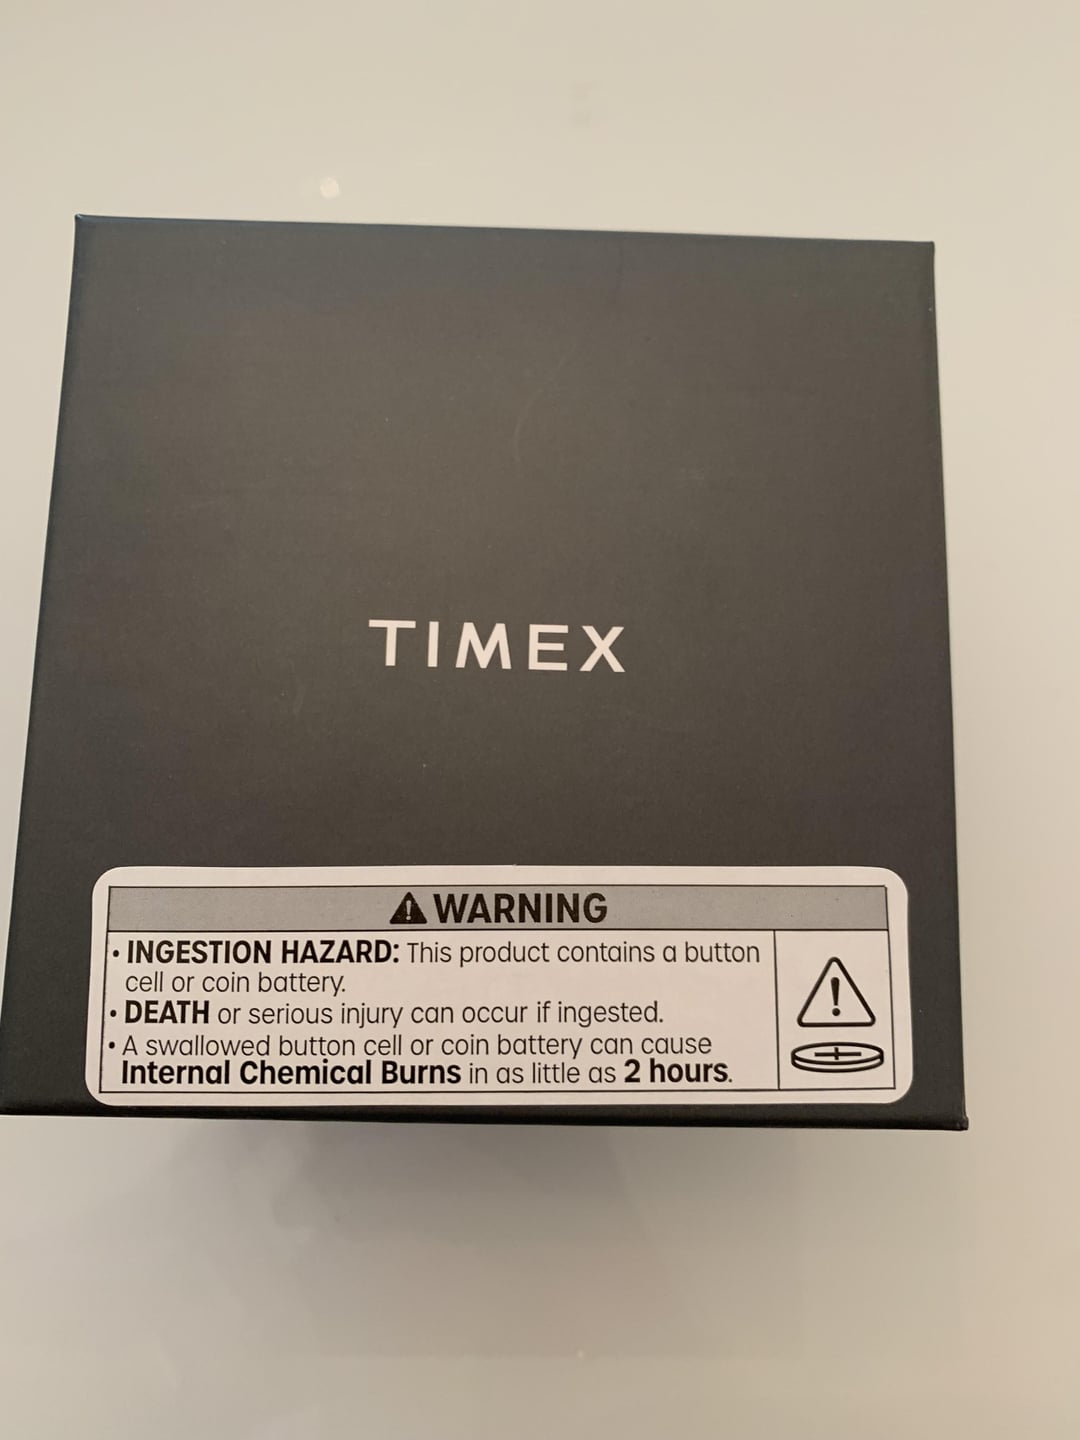 TIMEX
WARNING
• INGESTION HAZARD: This product contains a button
cell or coin battery.
• DEATH or serious injury can occur if ingested.
• A swallowed button cell or coin battery can cause
Internal Chemical Burns in as little as 2 hours.